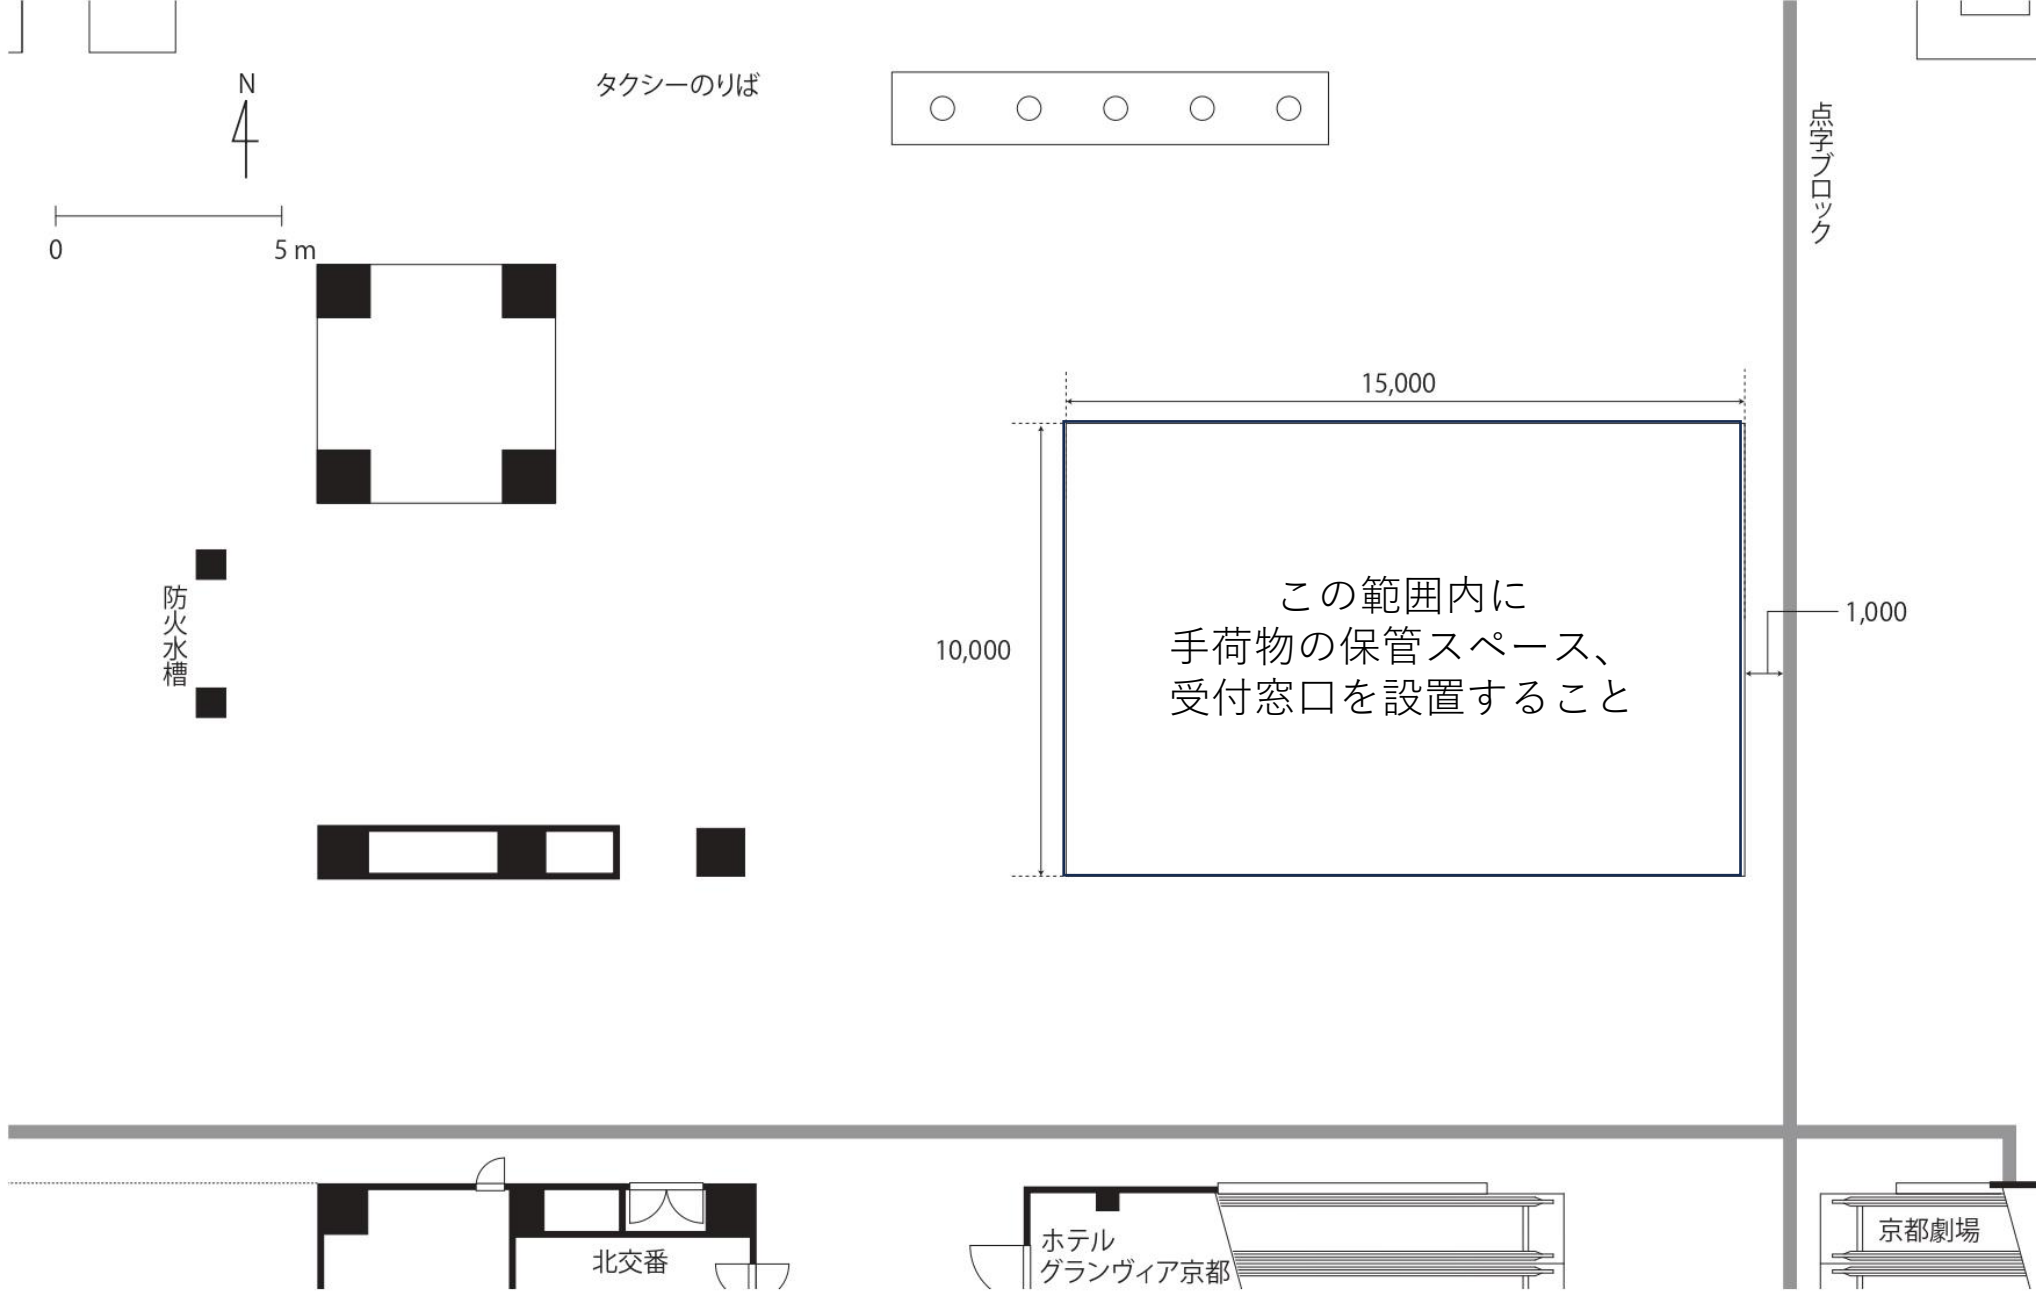 N
タクシーのりば
点字ブロック
0
5 m
15,000
この範囲内に
手荷物の保管スペース、
受付窓口を設置すること
1,000
10,000
防火水槽
北交番
ホテル
グランヴィア京都
京都劇場